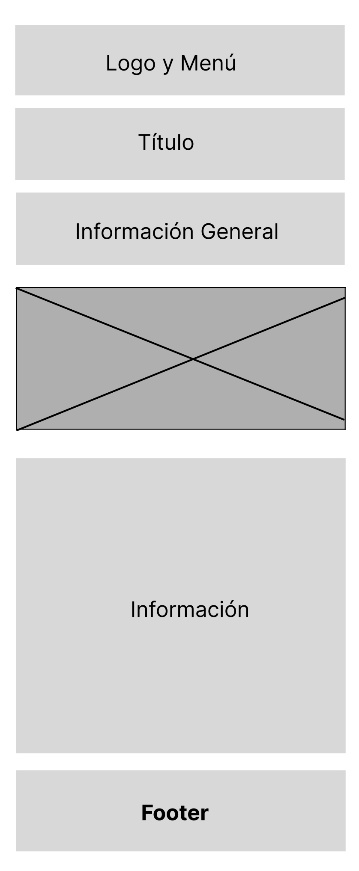 Logo y Menú
Título
Información General
Información
Footer